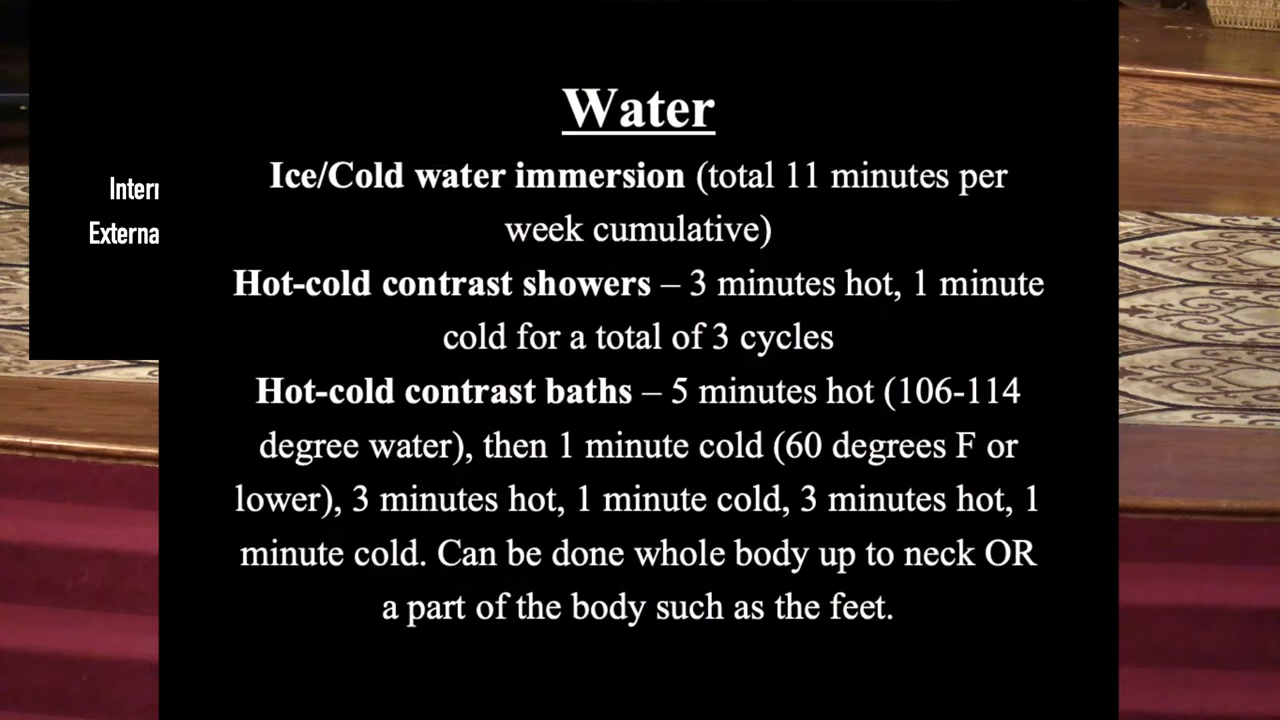 Water
Ice/Cold water immersion (total 11 minutes per
week cumulative)
Hot-cold contrast showers – 3 minutes hot, 1 minute
cold for a total of 3 cycles
Hot-cold contrast baths – 5 minutes hot (106-114
degree water), then 1 minute cold (60 degrees F or
lower), 3 minutes hot, 1 minute cold, 3 minutes hot, 1
minute cold. Can be done whole body up to neck OR
a part of the body such as the feet.